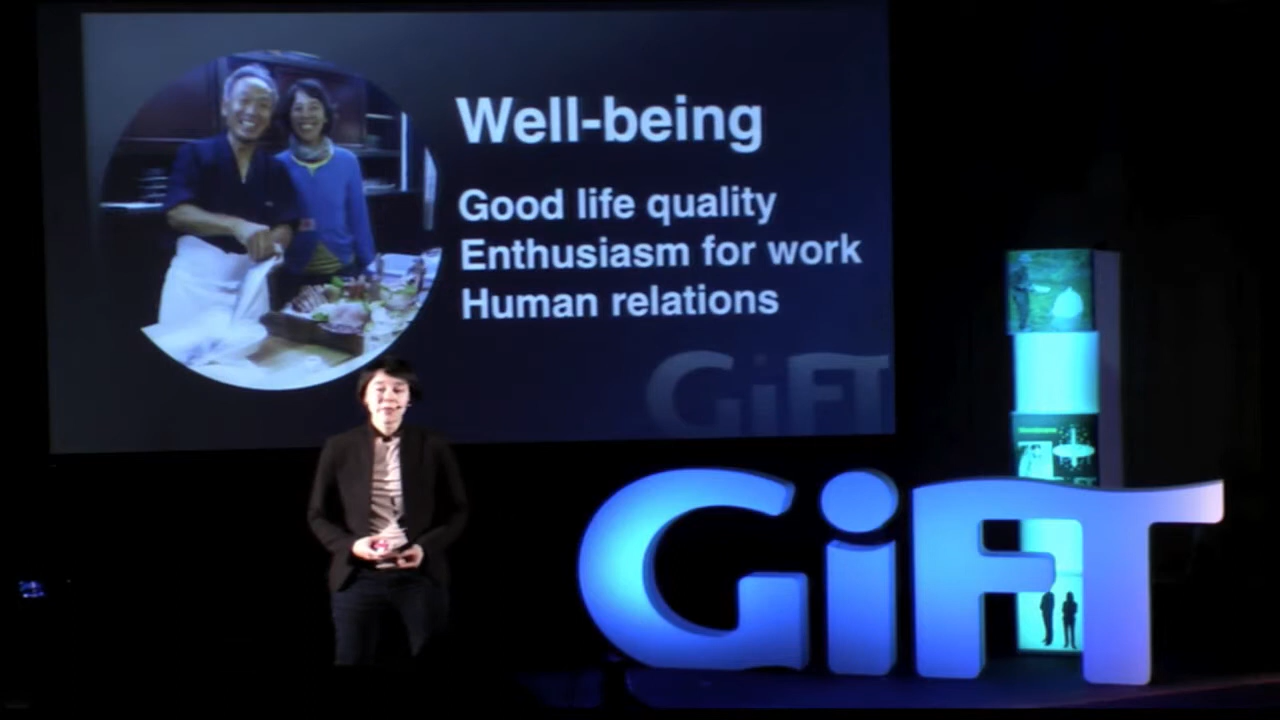 Well-being
Good life quality
Enthusiasm for work
Human relations
GiFT
GiFT